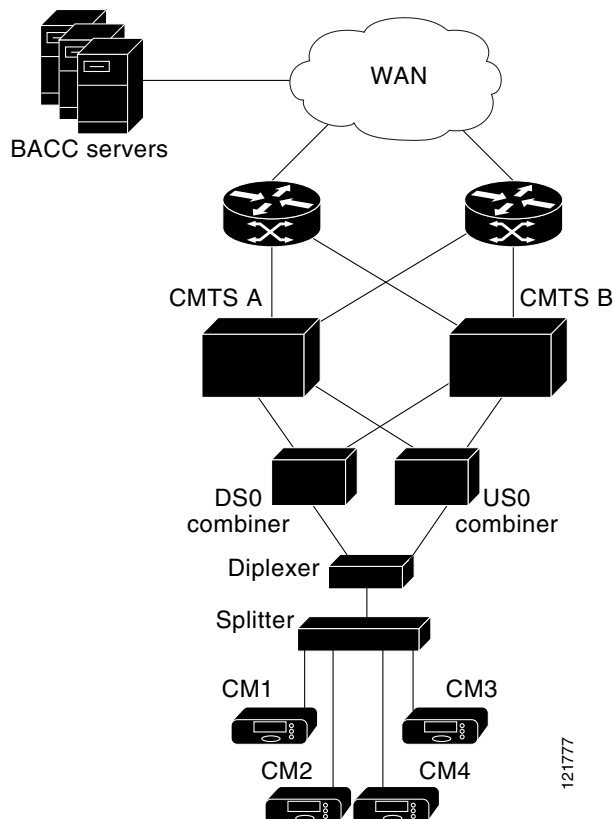 WAN
BACC servers
CMTS A
CMTS B
DS0
combiner
US0
combiner
Diplexer
Splitter
CM1
CM3
CM2
CM4
121777